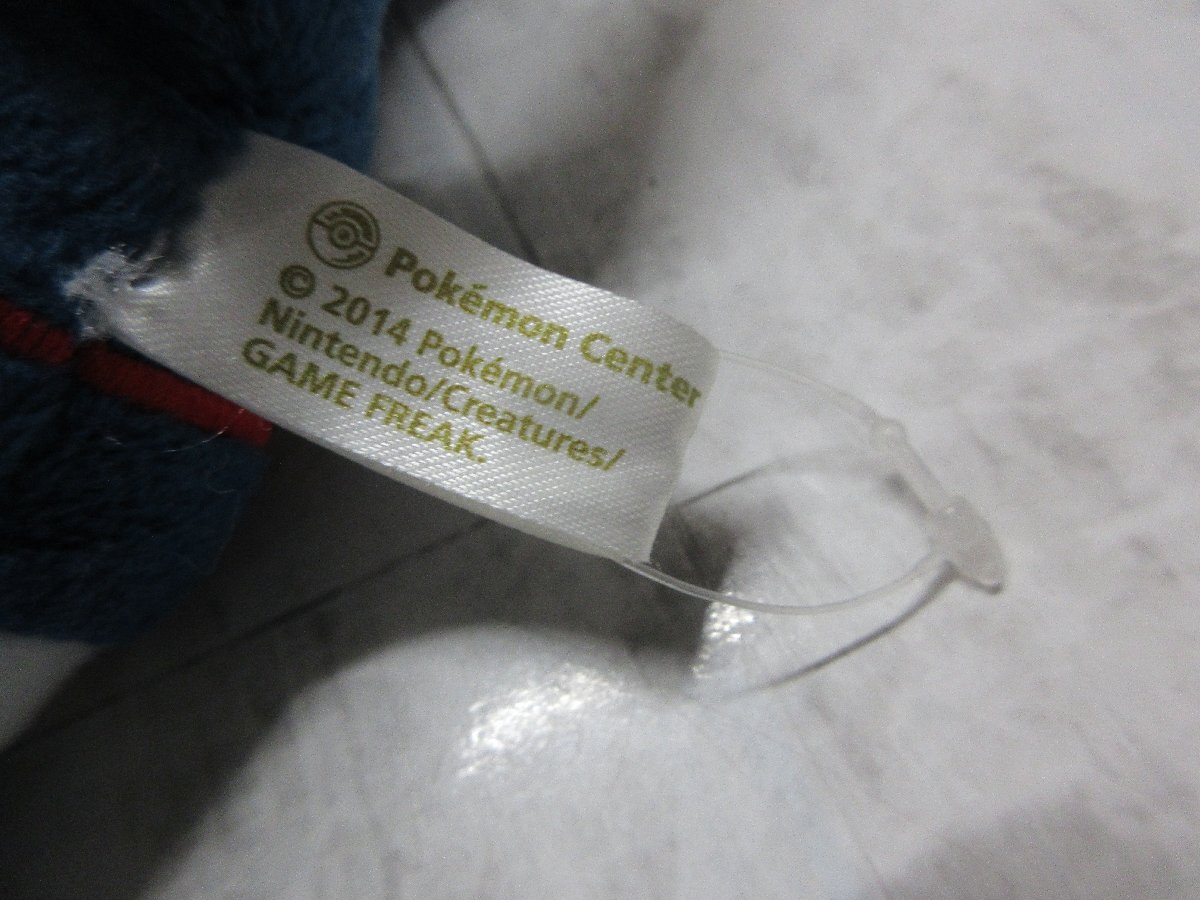 Pokémon Center
© 2014 Pokémon/
Nintendo/Creatures/
GAME FREAK.